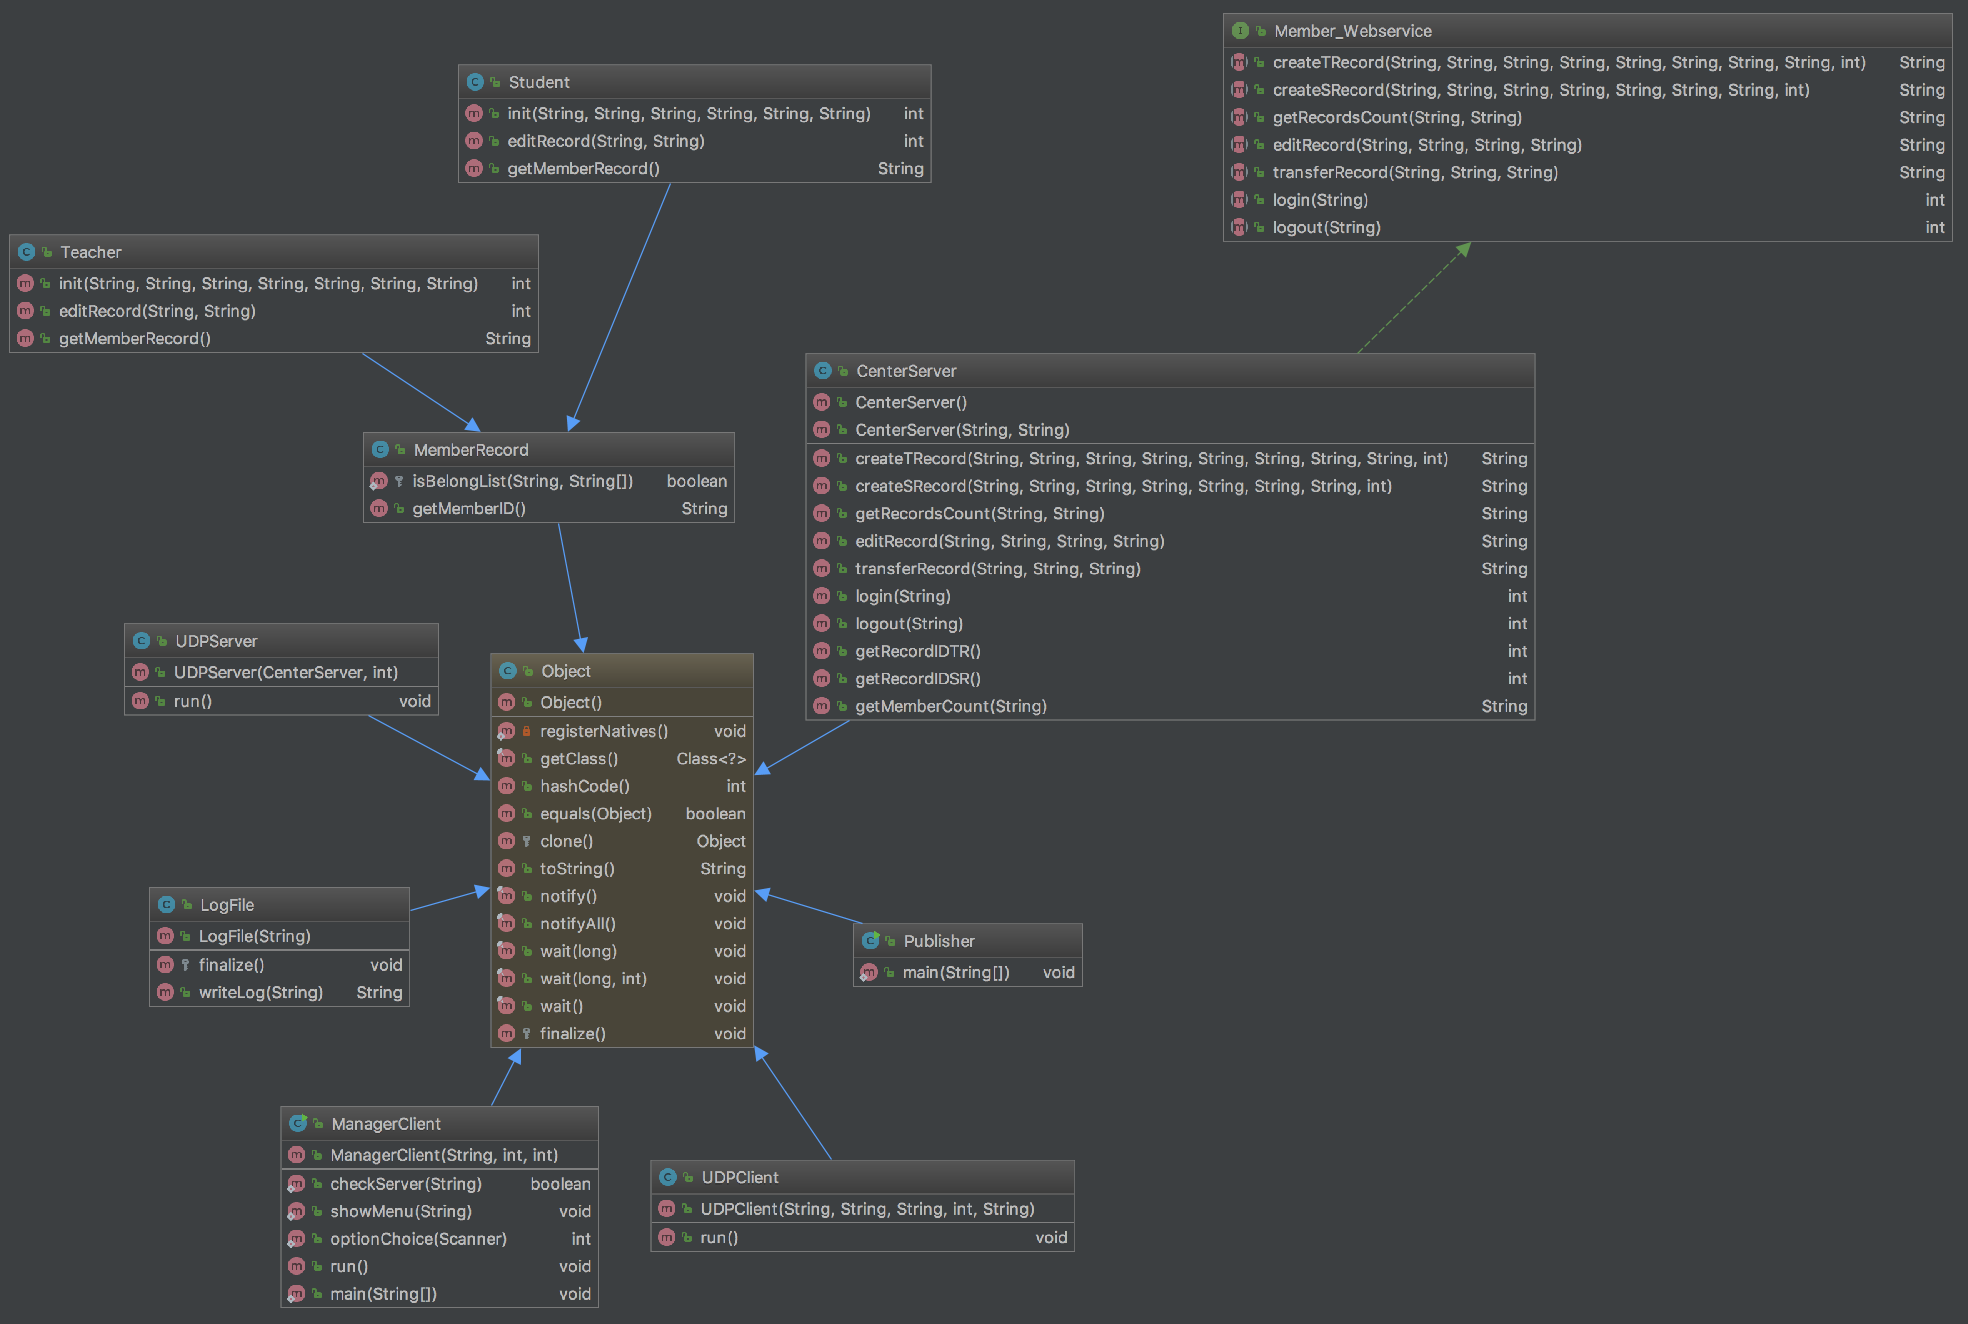 Member_Webservice
createTRecord(String, String, String, String, String, String, String, String, int) String
createSRecord(String, String, String, String, String, String, String, int) String
getRecordsCount(String, String) String
editRecord(String, String, String, String) String
transferRecord(String, String, String) String
login(String) int
logout(String) int
Student
init(String, String, String, String, String, String) int
editRecord(String, String) int
getMemberRecord() String
Teacher
init(String, String, String, String, String, String, String) int
editRecord(String, String) int
getMemberRecord() String
CenterServer
CenterServer()
CenterServer(String, String)
createTRecord(String, String, String, String, String, String, String, String, int) String
createSRecord(String, String, String, String, String, String, String, int) String
getRecordsCount(String, String) String
editRecord(String, String, String, String) String
transferRecord(String, String, String) String
login(String) int
logout(String) int
getRecordIDTR() int
getRecordIDSR() int
getMemberCount(String) String
MemberRecord
isBelongList(String, String[]) boolean
getMemberID() String
UDPServer
UDPServer(CenterServer, int)
run() void
Object
Object()
registerNatives() void
getClass() Class<?>
hashCode() int
equals(Object) boolean
clone() Object
toString() String
notify() void
notifyAll() void
wait(long) void
wait(long, int) void
wait() void
finalize() void
LogFile
LogFile(String)
finalize() void
writeLog(String) String
Publisher
main(String[]) void
ManagerClient
ManagerClient(String, int, int)
checkServer(String) boolean
showMenu(String) void
optionChoice(Scanner) int
run() void
main(String[]) void
UDPClient
UDPClient(String, String, String, int, String)
run() void